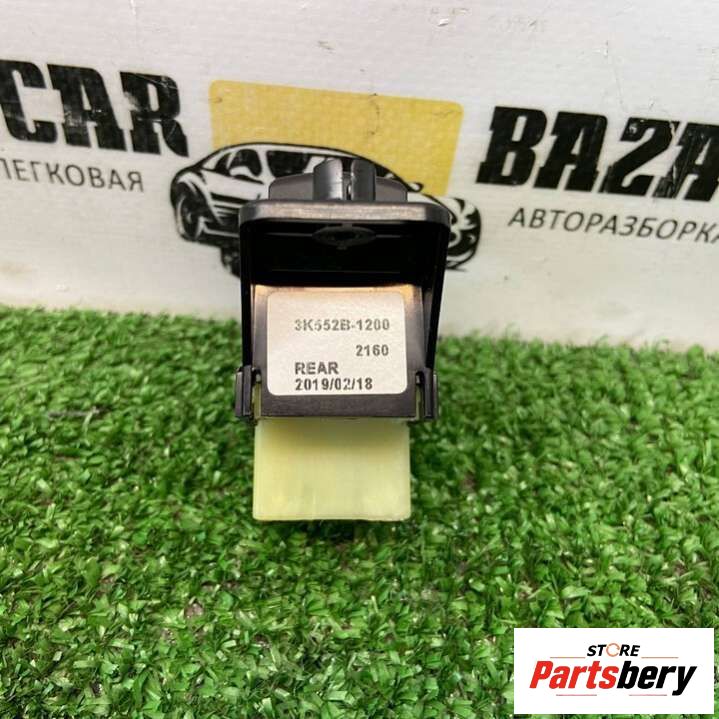 CAR BAZA
ЛЕГКОВАЯ АВТОРАЗБОРКА
3K552B-1200
2160
REAR
2019/02/18
STORE
Partsbery